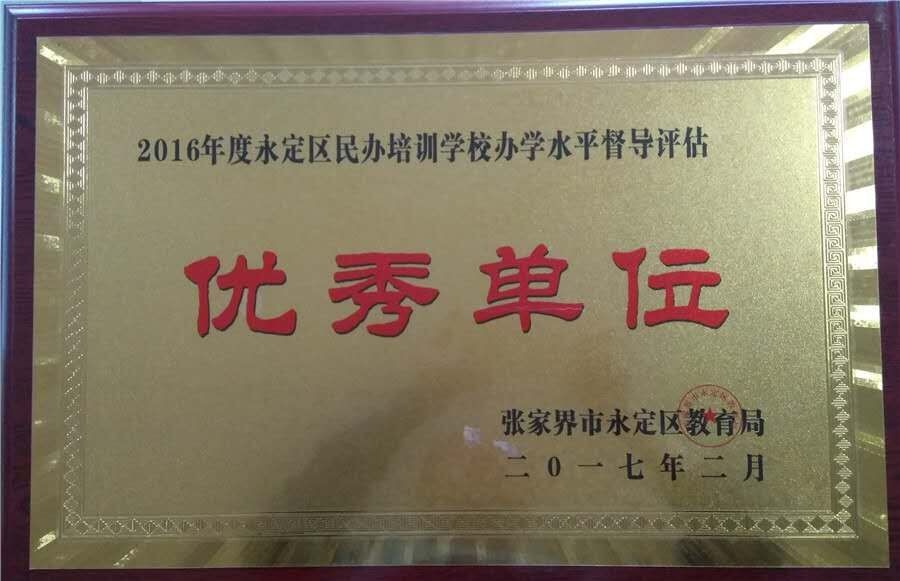 2016年度永定区民办培训学校办学水平督导评估
优秀单位
张家界市永定区教育局
二0一七年二月